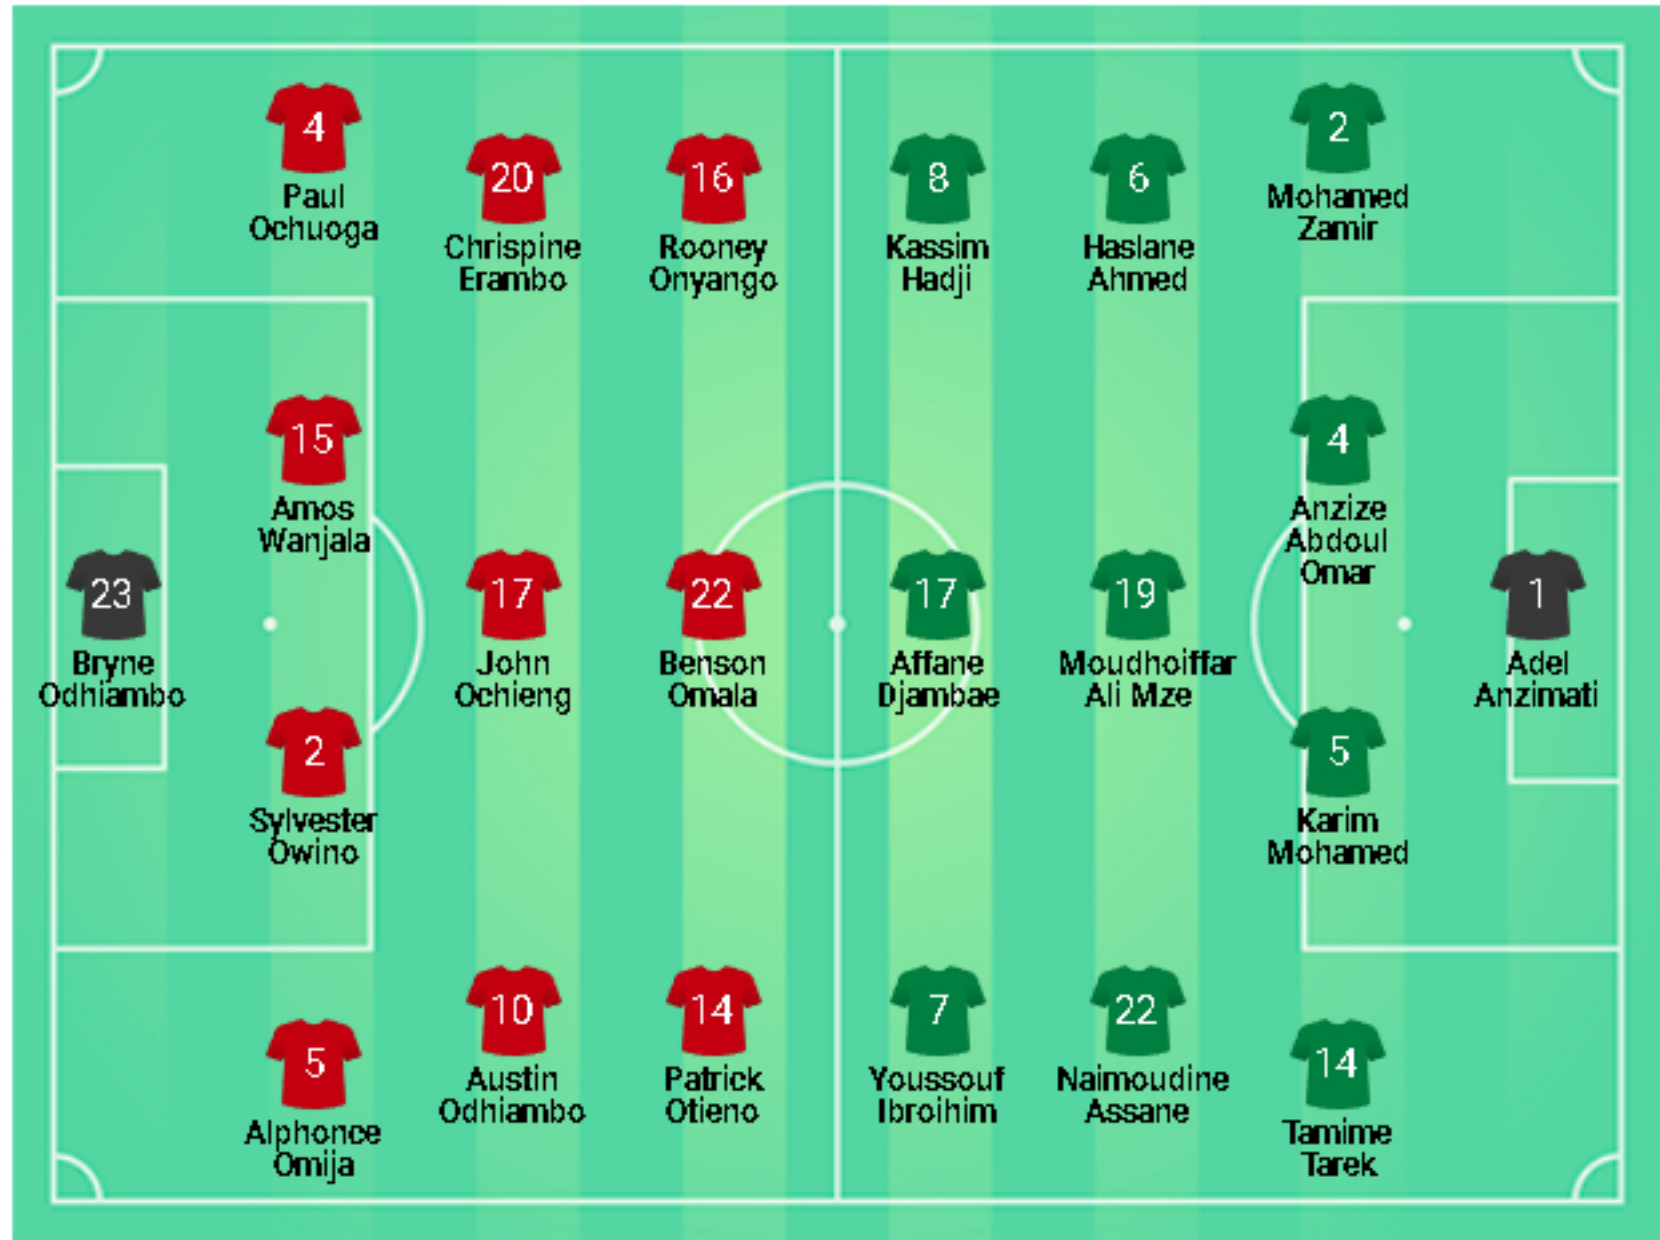 4
Paul
Ochuoga
20
Chrispine
Erambo
16
Rooney
Onyango
8
Kassim
Hadji
6
Haslane
Ahmed
2
Mohamed
Zamir
15
Amos
Wanjala
4
Anzize
Abdoul
Omar
23
Bryne
Odhiambo
17
John
Ochieng
22
Benson
Omala
17
Affane
Djambae
19
Moudhoiffar
Ali Mze
1
Adel
Anzimati
2
Sylvester
Owino
5
Karim
Mohamed
5
Alphonce
Omija
10
Austin
Odhiambo
14
Patrick
Otieno
7
Youssouf
Ibroihim
22
Naimoudine
Assane
14
Tamime
Tarek